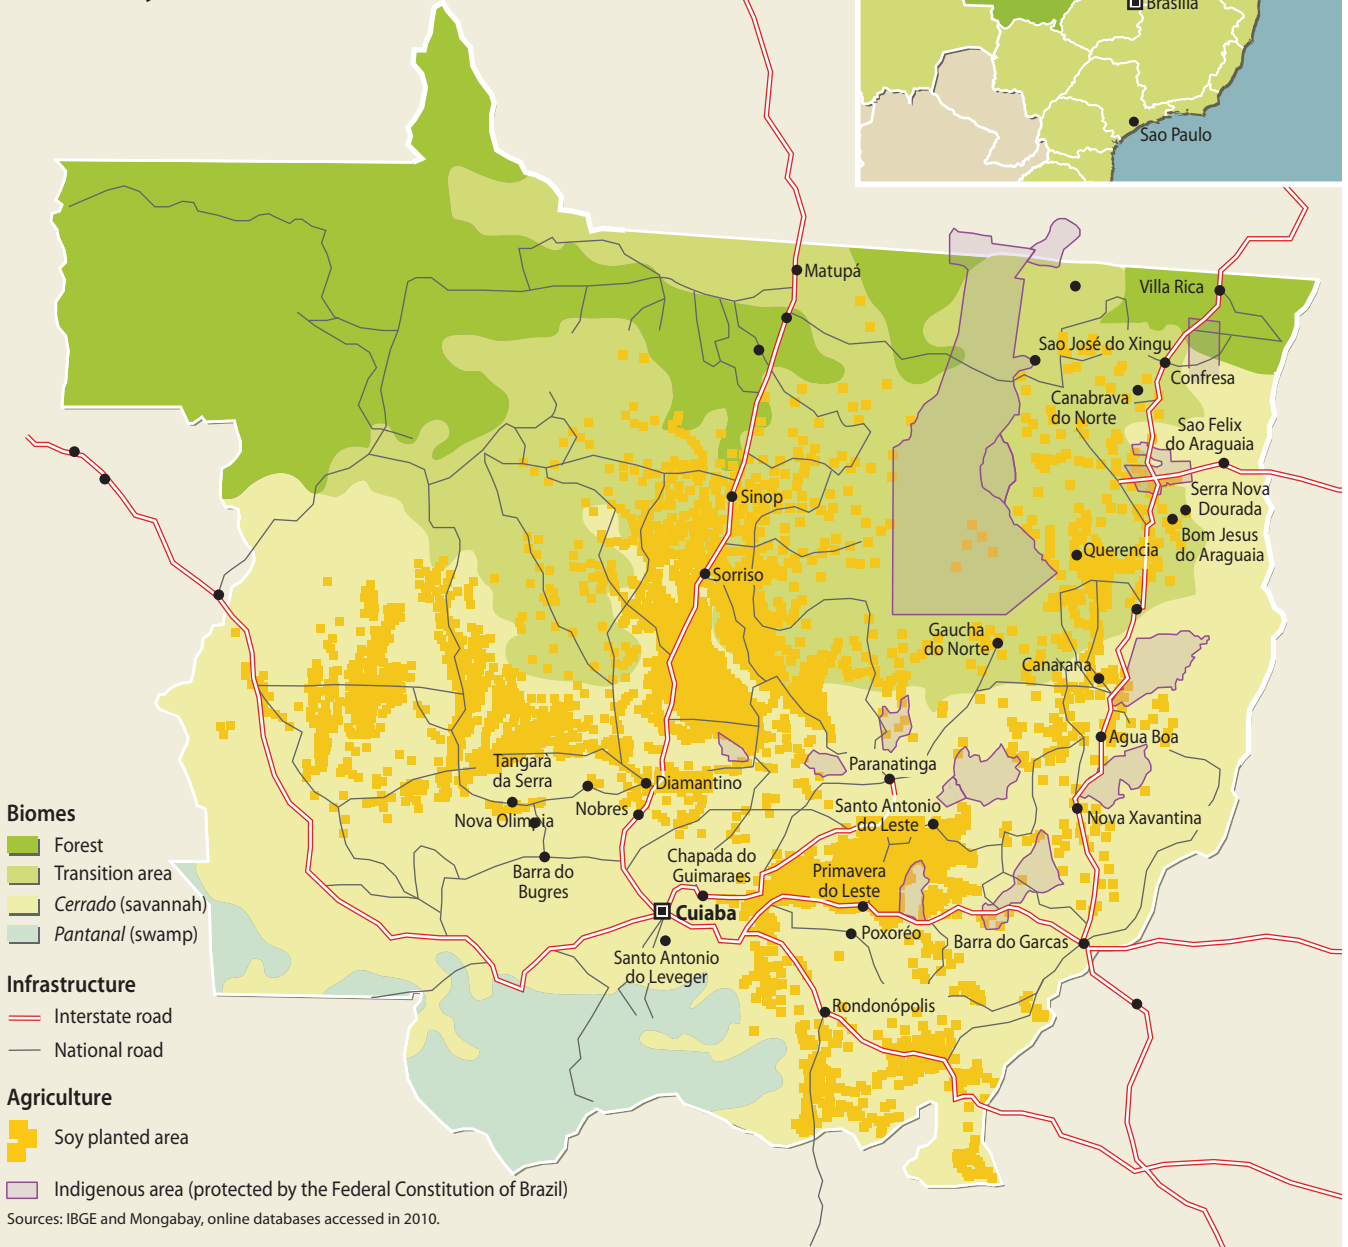 Brasilia
Sao Paulo
Matupá
Villa Rica
Sao José do Xingu
Confresa
Canabrava
do Norte
Sao Felix
do Araguaia
Sinop
Serra Nova
Dourada
Bom Jesus
do Araguaia
Querencia
Sorriso
Gaucha
do Norte
Canarana
Agua Boa
Tangarà
da Serra
Paranatinga
Diamantino
Nobres
Nova Olimpia
Santo Antonio
do Leste
Nova Xavantina
Chapada do
Guimaraes
Barra do
Bugres
Primavera
do Leste
Cuiaba
Poxoréo
Barra do Garcas
Santo Antonio
do Leveger
Rondonópolis
Biomes
Forest
Transition area
Cerrado (savannah)
Pantanal (swamp)
Infrastructure
Interstate road
National road
Agriculture
Soy planted area
Indigenous area (protected by the Federal Constitution of Brazil)
Sources: IBGE and Mongabay, online databases accessed in 2010.